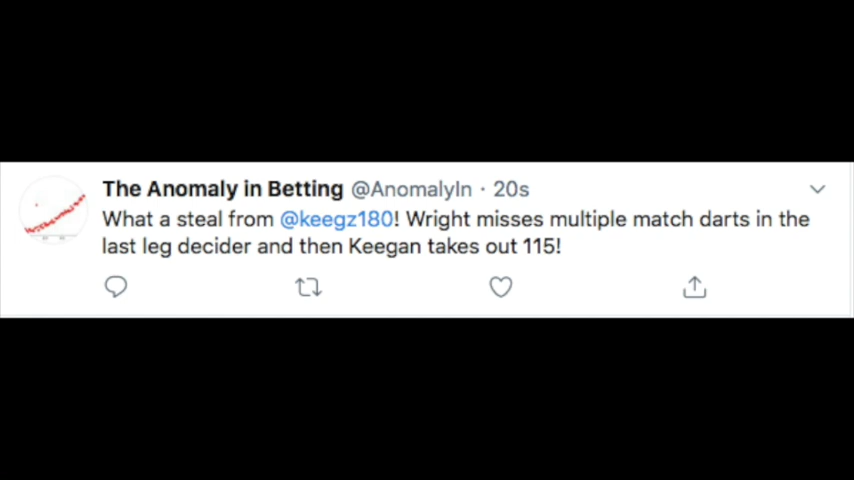 The Anomaly in Betting @AnomalyIn · 20s
What a steal from @keegz180! Wright misses multiple match darts in the
last leg decider and then Keegan takes out 115!